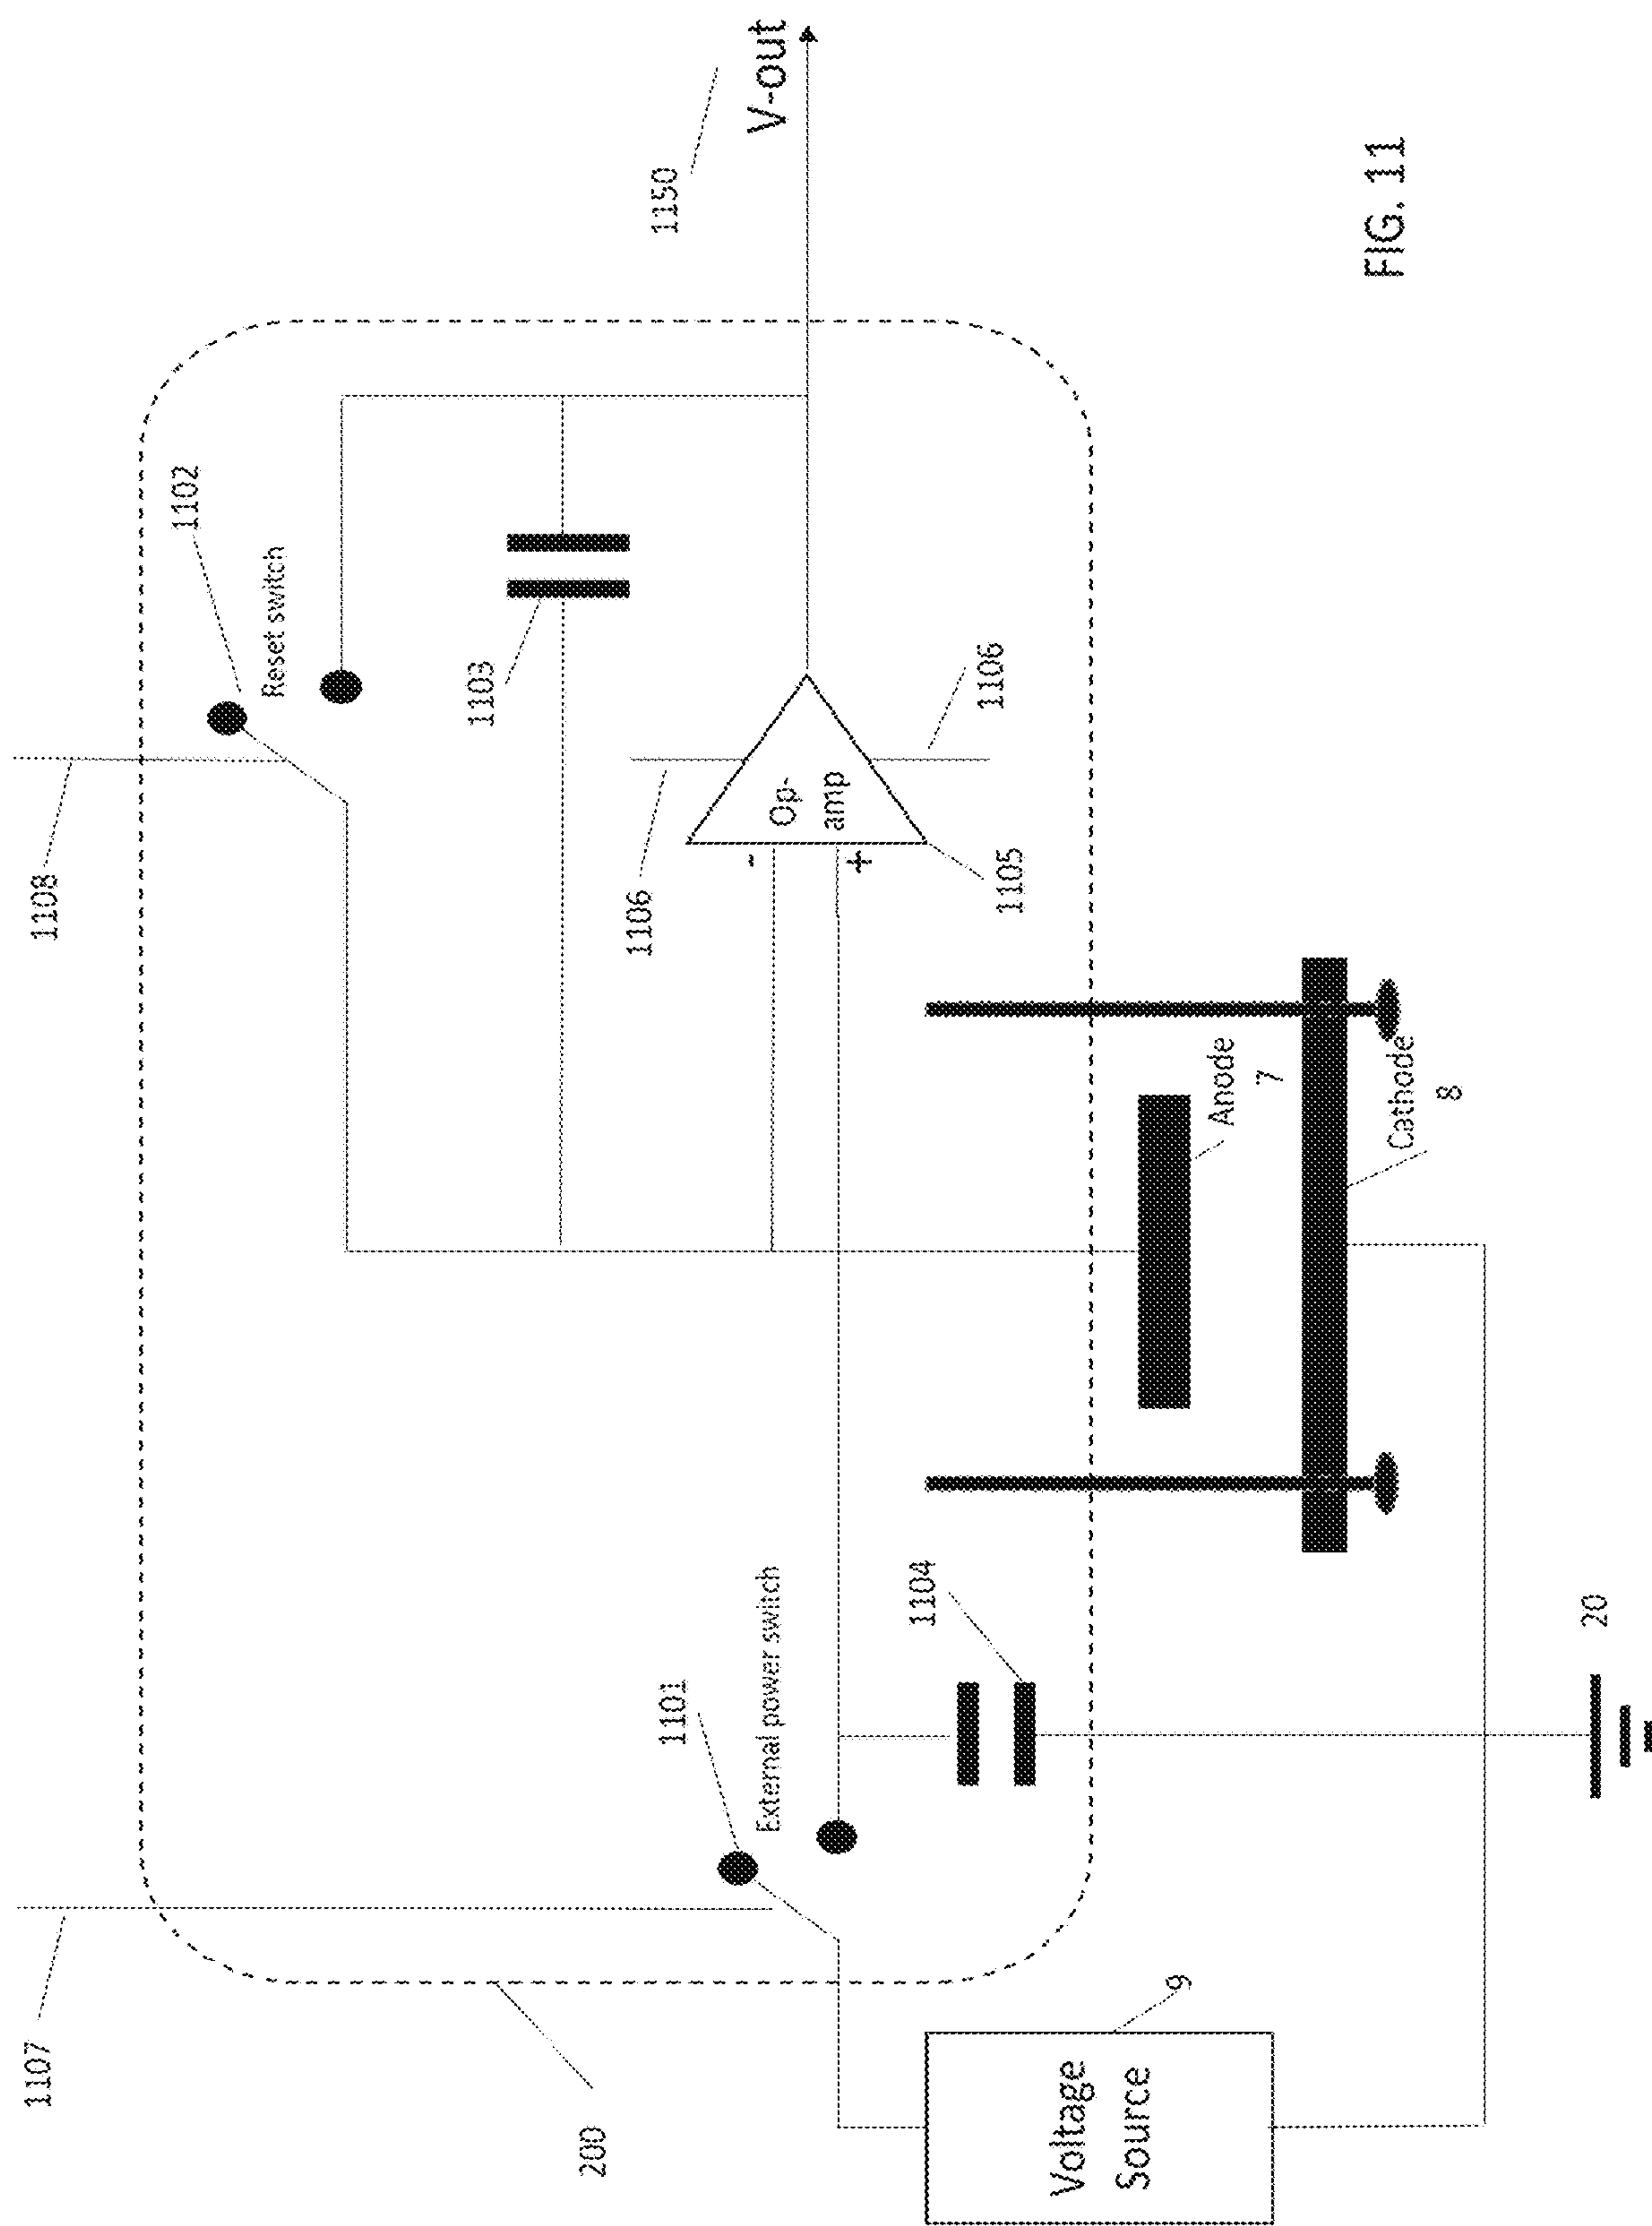 1107
1108
1102
Reset switch
1103
1101
External power switch
200
1106
Op-
amp
-
+
1106
1105
1150
V-out
1104
Voltage
Source
9
Anode
7
Cathode
8
20
FIG. 11